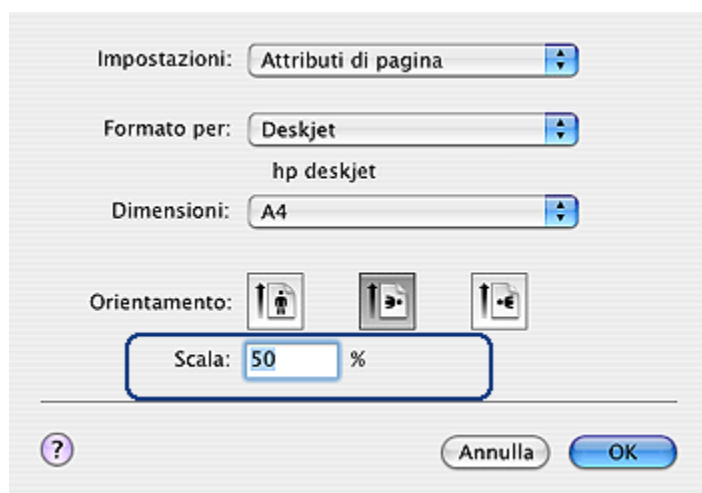 Impostazioni: Attributi di pagina
Formato per: Deskjet
hp deskjet
Dimensioni: A4
Orientamento:
Scala: 50 %
?
Annulla OK